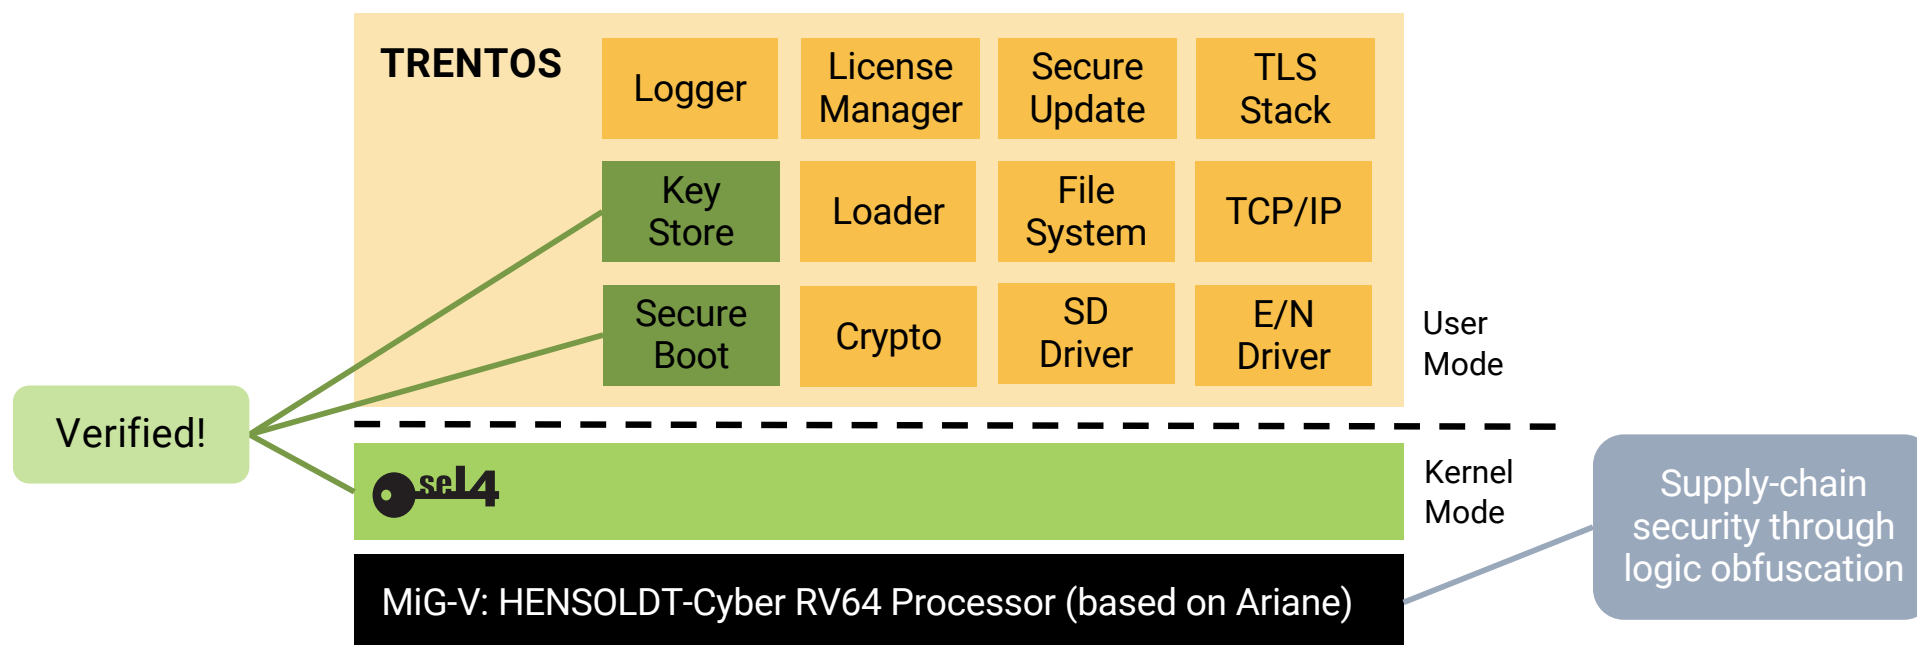 TRENTOS
Logger
License
Manager
Secure
Update
TLS
Stack
Key
Store
Loader
File
System
TCP/IP
Secure
Boot
Crypto
SD
Driver
E/N
Driver
User
Mode
Verified!
seL4
Kernel
Mode
Supply-chain
security through
logic obfuscation
MiG-V: HENSOLDT-Cyber RV64 Processor (based on Ariane)